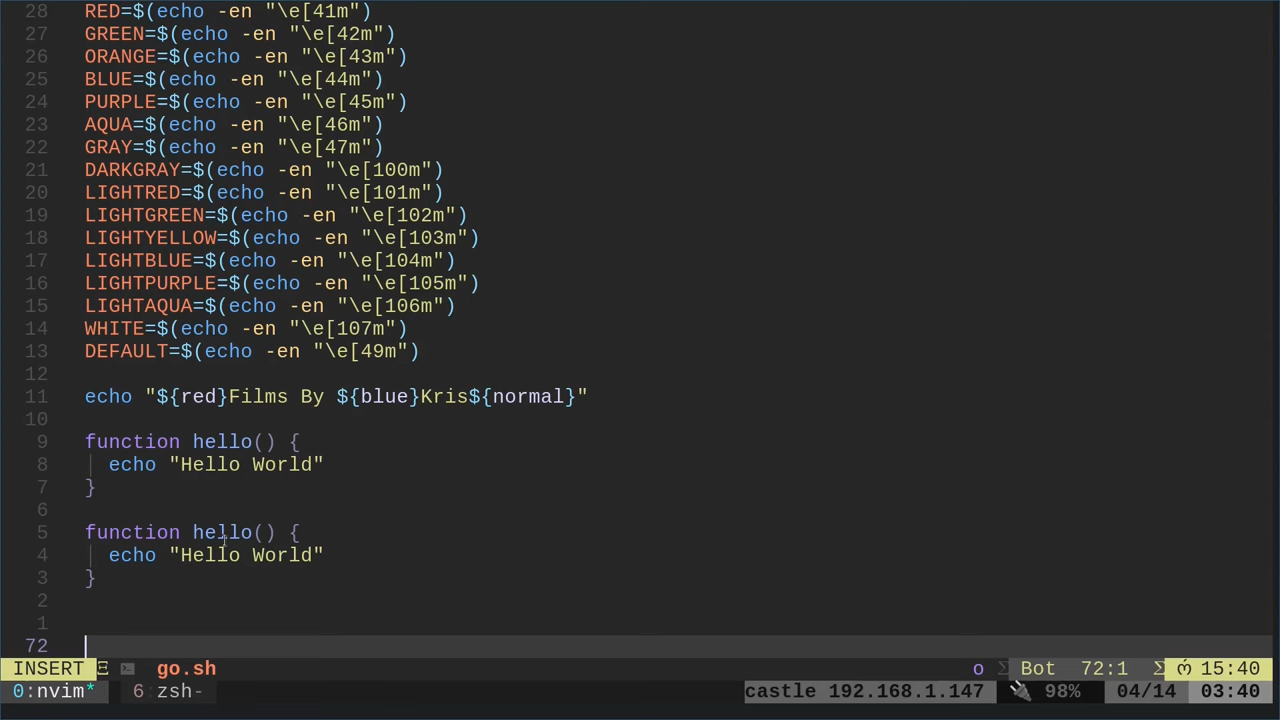 28 RED=$(echo -en "\e[41m")
27 GREEN=$(echo -en "\e[42m")
26 ORANGE=$(echo -en "\e[43m")
25 BLUE=$(echo -en "\e[44m")
24 PURPLE=$(echo -en "\e[45m")
23 AQUA=$(echo -en "\e[46m")
22 GRAY=$(echo -en "\e[47m")
21 DARKGRAY=$(echo -en "\e[100m")
20 LIGHTRED=$(echo -en "\e[101m")
19 LIGHTGREEN=$(echo -en "\e[102m")
18 LIGHTYELLOW=$(echo -en "\e[103m")
17 LIGHTBLUE=$(echo -en "\e[104m")
16 LIGHTPURPLE=$(echo -en "\e[105m")
15 LIGHTAQUA=$(echo -en "\e[106m")
14 WHITE=$(echo -en "\e[107m")
13 DEFAULT=$(echo -en "\e[49m")
12
11 echo "${red}Films By ${blue}Kris${normal}"
10
9 function hello() {
8 echo "Hello World"
7 }
6
5 function hello() {
4 echo "Hello World"
3 }
2
1
72
INSERT Ξ go.sh o Σ Bot 72:1 Σ ო 15:40
0:nvim* 6 zsh- castle 192.168.1.147 🔌 98% 04/14 03:40